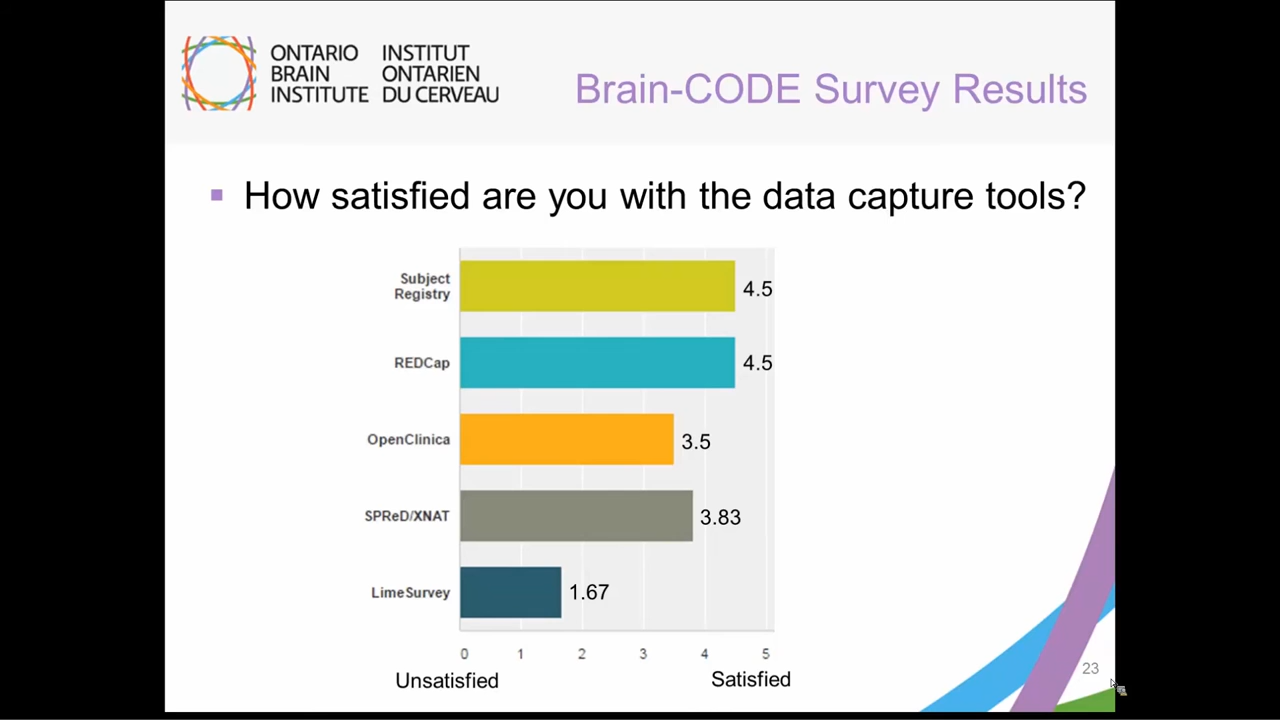 ONTARIO
BRAIN
INSTITUTE
INSTITUT
ONTARIEN
DU CERVEAU
Brain-CODE Survey Results
How satisfied are you with the data capture tools?
Subject
Registry
4.5
REDCap
4.5
OpenClinica
3.5
SPReD/XNAT
3.83
LimeSurvey
1.67
0 1 2 3 4 5
Unsatisfied Satisfied
23